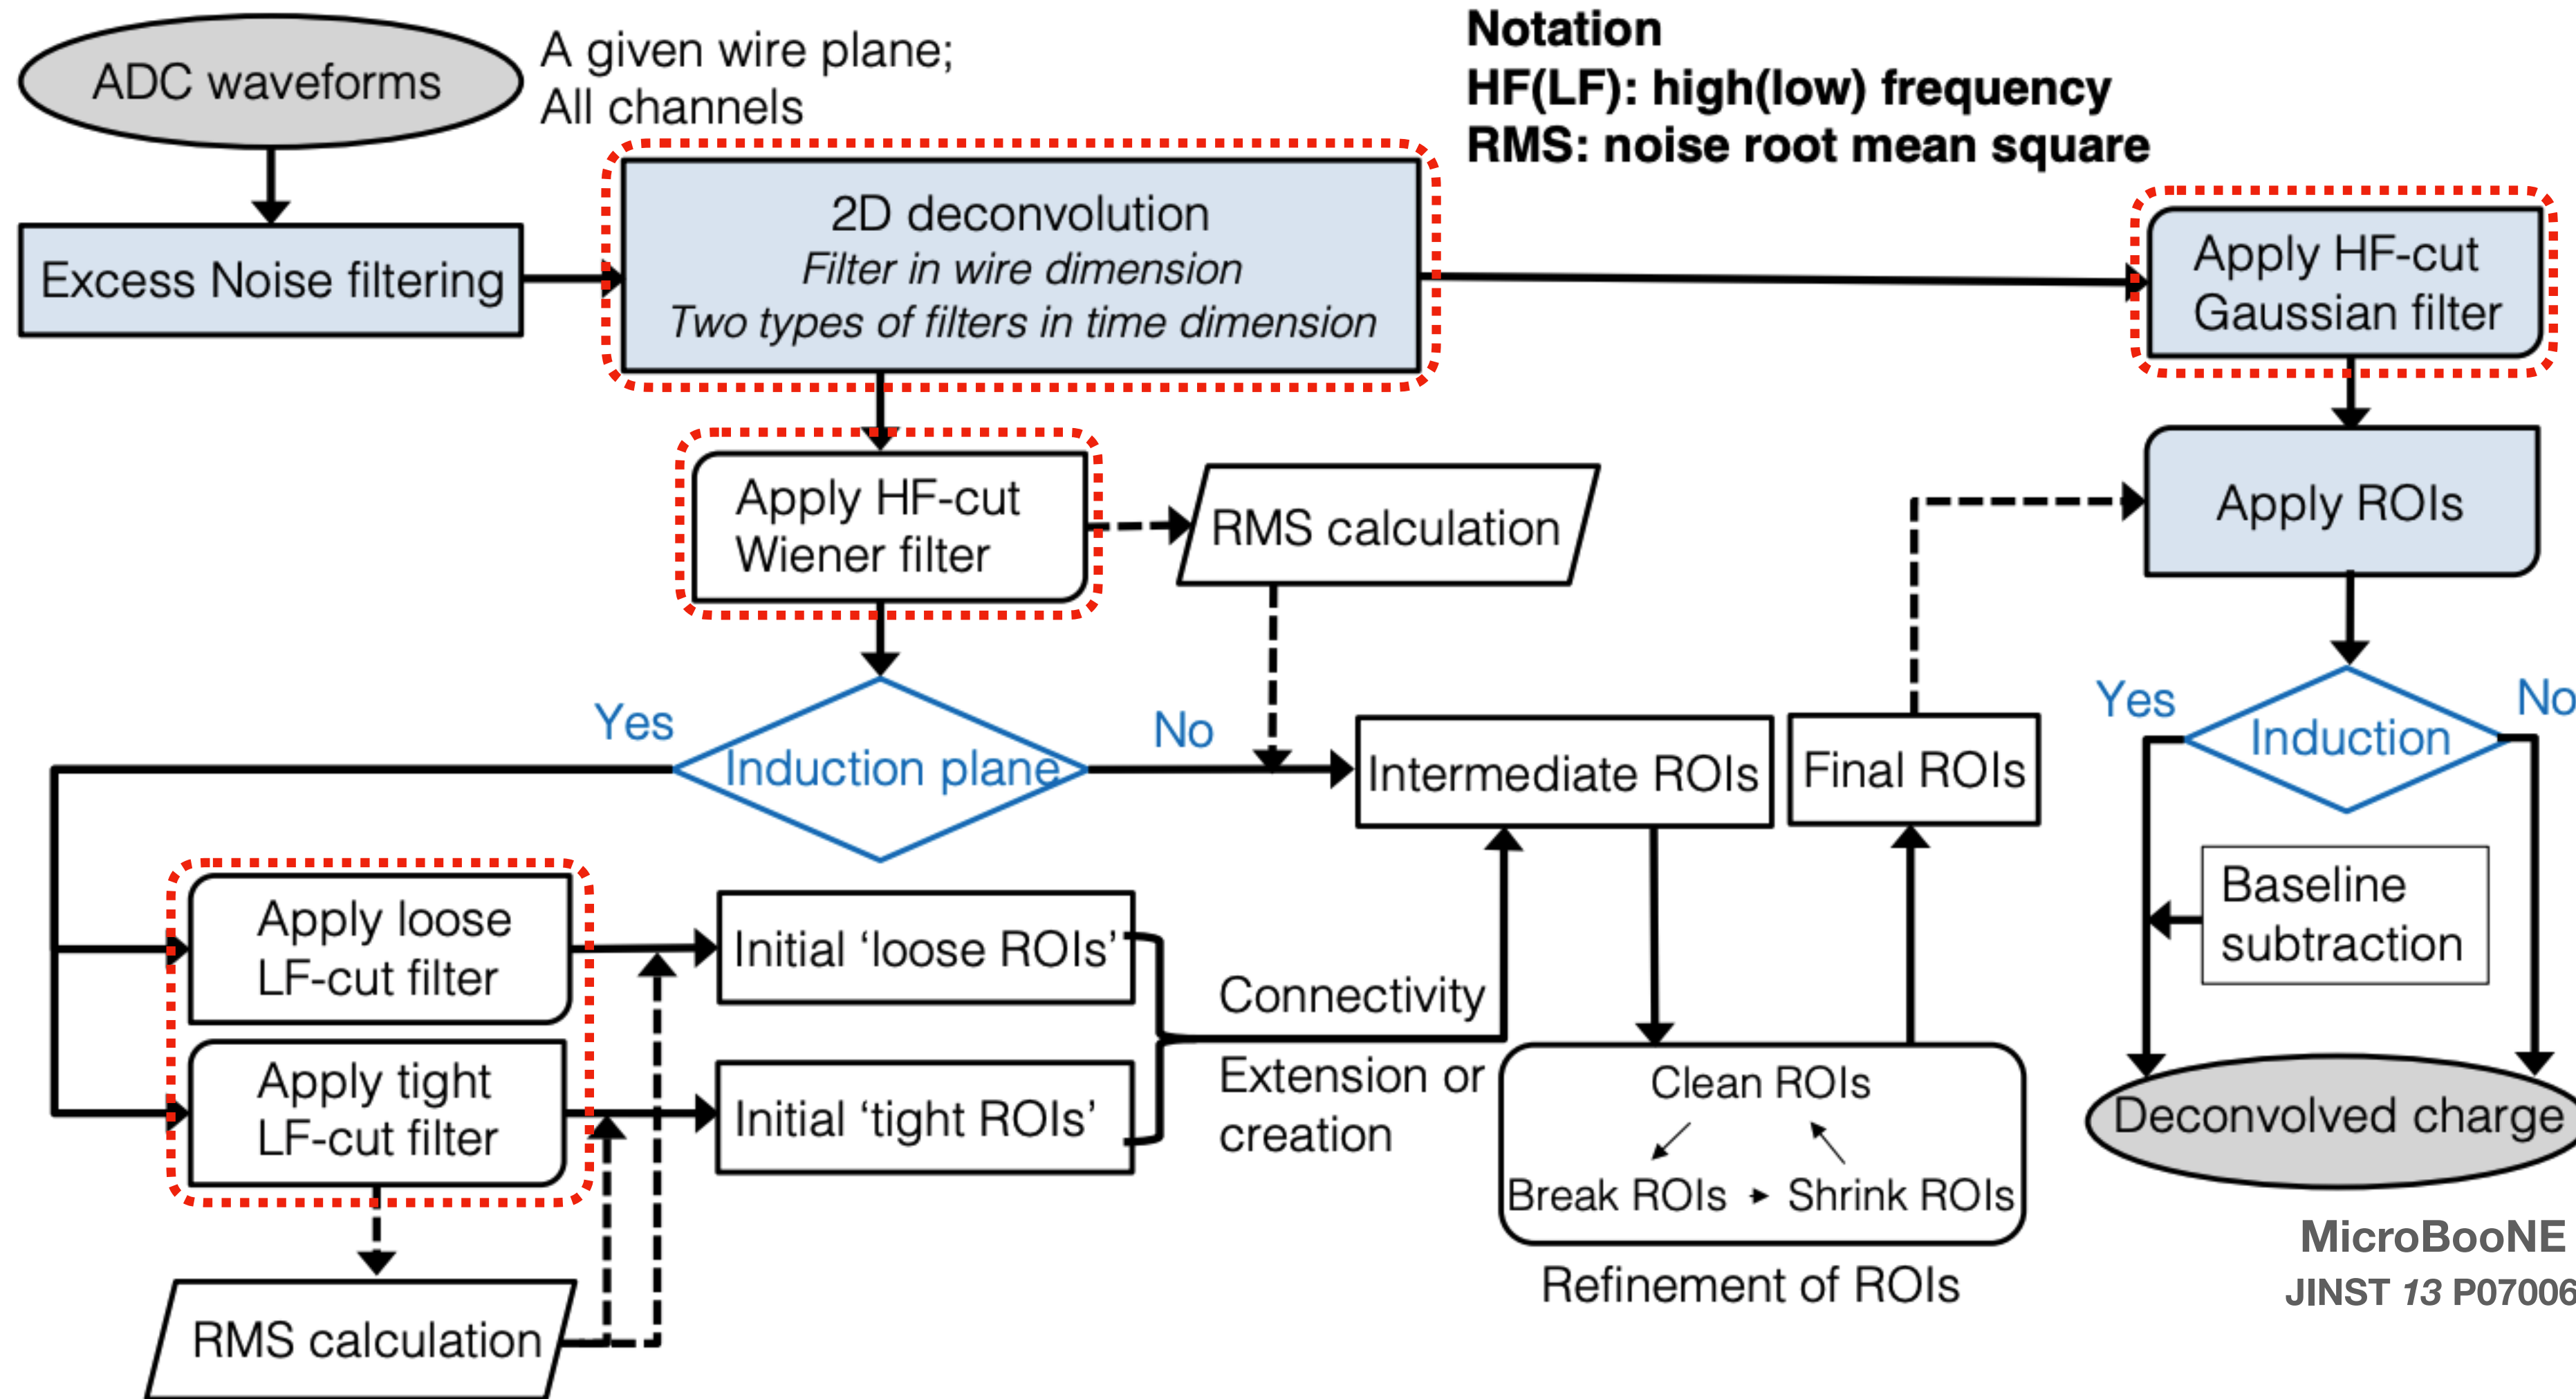 ADC waveforms
A given wire plane;
All channels
Notation
HF(LF): high(low) frequency
RMS: noise root mean square
Excess Noise filtering
2D deconvolution
Filter in wire dimension
Two types of filters in time dimension
Apply HF-cut
Gaussian filter
Apply HF-cut
Wiener filter
RMS calculation
Apply ROIs
Yes
Induction plane
No
Intermediate ROIs
Final ROIs
Yes
Induction
No
Baseline
subtraction
Apply loose
LF-cut filter
Initial ‘loose ROIs’
Apply tight
LF-cut filter
Initial ‘tight ROIs’
Connectivity
Extension or
creation
Clean ROIs
Break ROIs
Shrink ROIs
Refinement of ROIs
Deconvolved charge
RMS calculation
MicroBooNE
JINST 13 P07006